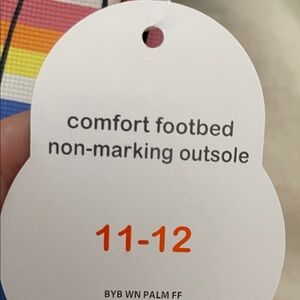 comfort footbed
non-marking outsole
11-12
BYB WN PALM FF